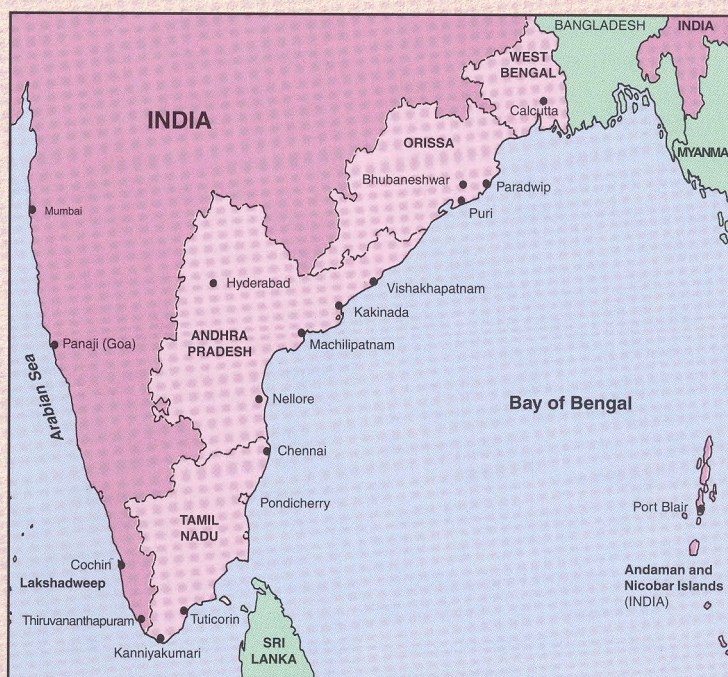 BANGLADESH
INDIA
WEST
BENGAL
Calcutta
INDIA
ORISSA
MYANMA
Bhubaneshwar
Paradwip
Puri
Mumbai
Hyderabad
Vishakhapatnam
Kakinada
ANDHRA
PRADESH
Machilipatnam
Panaji (Goa)
Arabian Sea
Nellore
Bay of Bengal
Chennai
Pondicherry
Port Blair
TAMIL
NADU
Cochin
Lakshadweep
Andaman and
Nicobar Islands
(INDIA)
Thiruvananthapuram
Tuticorin
Kanniyakumari
SRI
LANKA